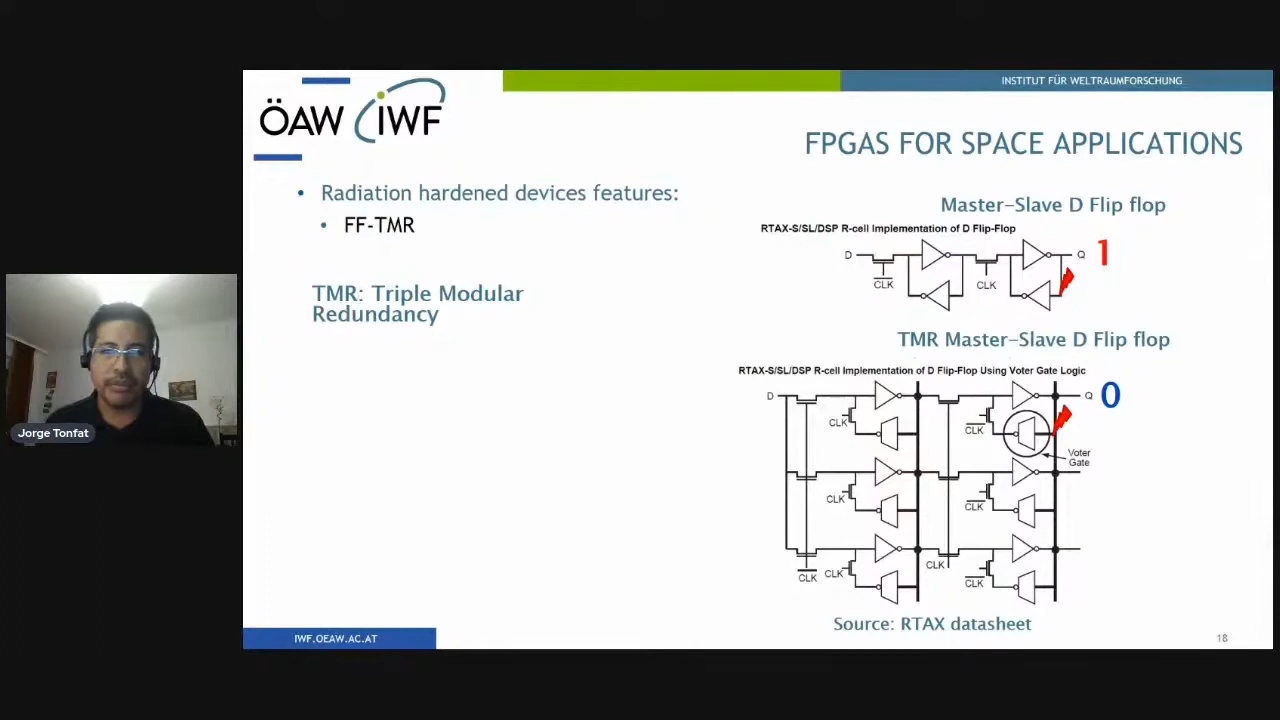 INSTITUT FÜR WELTRAUMFORSCHUNG
ÖAW IWF
FPGAS FOR SPACE APPLICATIONS
• Radiation hardened devices features:
• FF-TMR
TMR: Triple Modular
Redundancy
Master-Slave D Flip flop
RTAX-S/SL/DSP R-cell Implementation of D Flip-Flop
D
Q
1
CLK
CLK
TMR Master-Slave D Flip flop
RTAX-S/SL/DSP R-cell Implementation of D Flip-Flop Using Voter Gate Logic
D
Q
0
CLK
CLK
Voter
Gate
CLK
CLK
CLK
CLK
CLK
CLK
Source: RTAX datasheet
Jorge Tonfat
IWF.OEAW.AC.AT
18